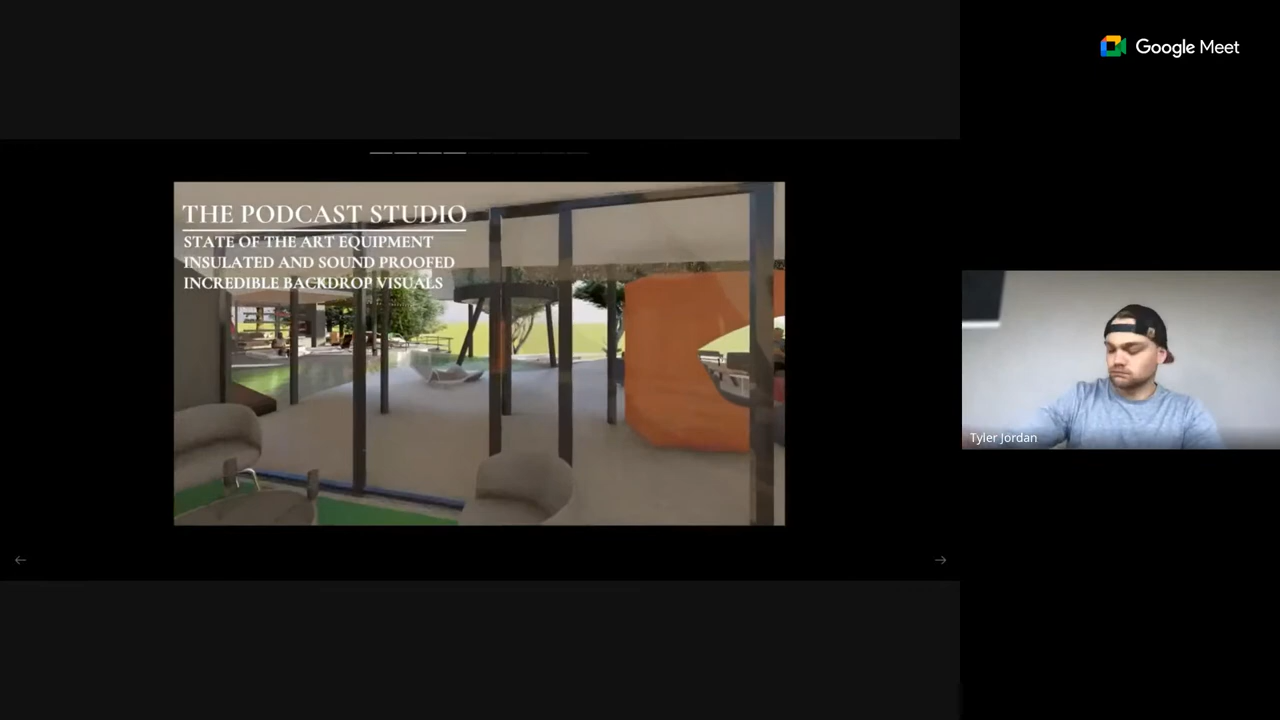 Google Meet
THE PODCAST STUDIO
STATE OF THE ART EQUIPMENT
INSULATED AND SOUND PROOFED
INCREDIBLE BACKDROP VISUALS
Tyler Jordan